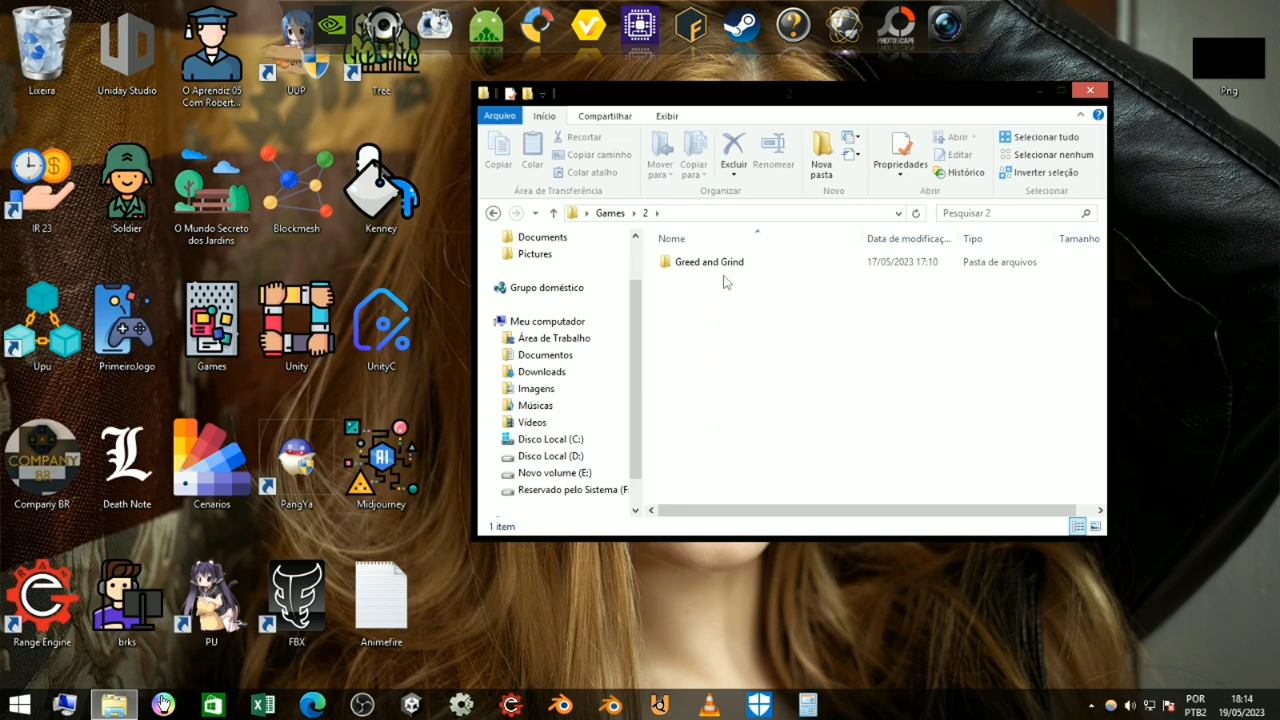 Lixeira
Uniday Studio
O Aprendiz 05
Com Robert...
UUP
Tree
PHOTOSCAPE
Png
IR 23
Soldier
O Mundo Secreto
dos Jardins
Blockmesh
Kenney
Upu
PrimeiroJogo
Games
Unity
UnityC
COMPANY
BR
Company BR
Death Note
Cenarios
PangYa
AI
Midjourney
RANGE
Range Engine
brks
PU
FBX
Animefire
2
Arquivo
Início
Compartilhar
Exibir
Copiar
Colar
Recortar
Copiar caminho
Colar atalho
Área de Transferência
Mover
para
Copiar
para
Excluir
Renomear
Organizar
Nova
pasta
Novo
Propriedades
Abrir
Editar
Histórico
Abrir
Selecionar tudo
Selecionar nenhum
Inverter seleção
Selecionar
Games
2
Pesquisar 2
Documents
Pictures
Grupo doméstico
Meu computador
Área de Trabalho
Documentos
Downloads
Imagens
Músicas
Vídeos
Disco Local (C:)
Disco Local (D:)
Novo volume (E:)
Reservado pelo Sistema (F:
Nome
Data de modificaç...
Tipo
Tamanho
Greed and Grind
17/05/2023 17:10
Pasta de arquivos
1 item
POR
PTB2
18:14
19/05/2023